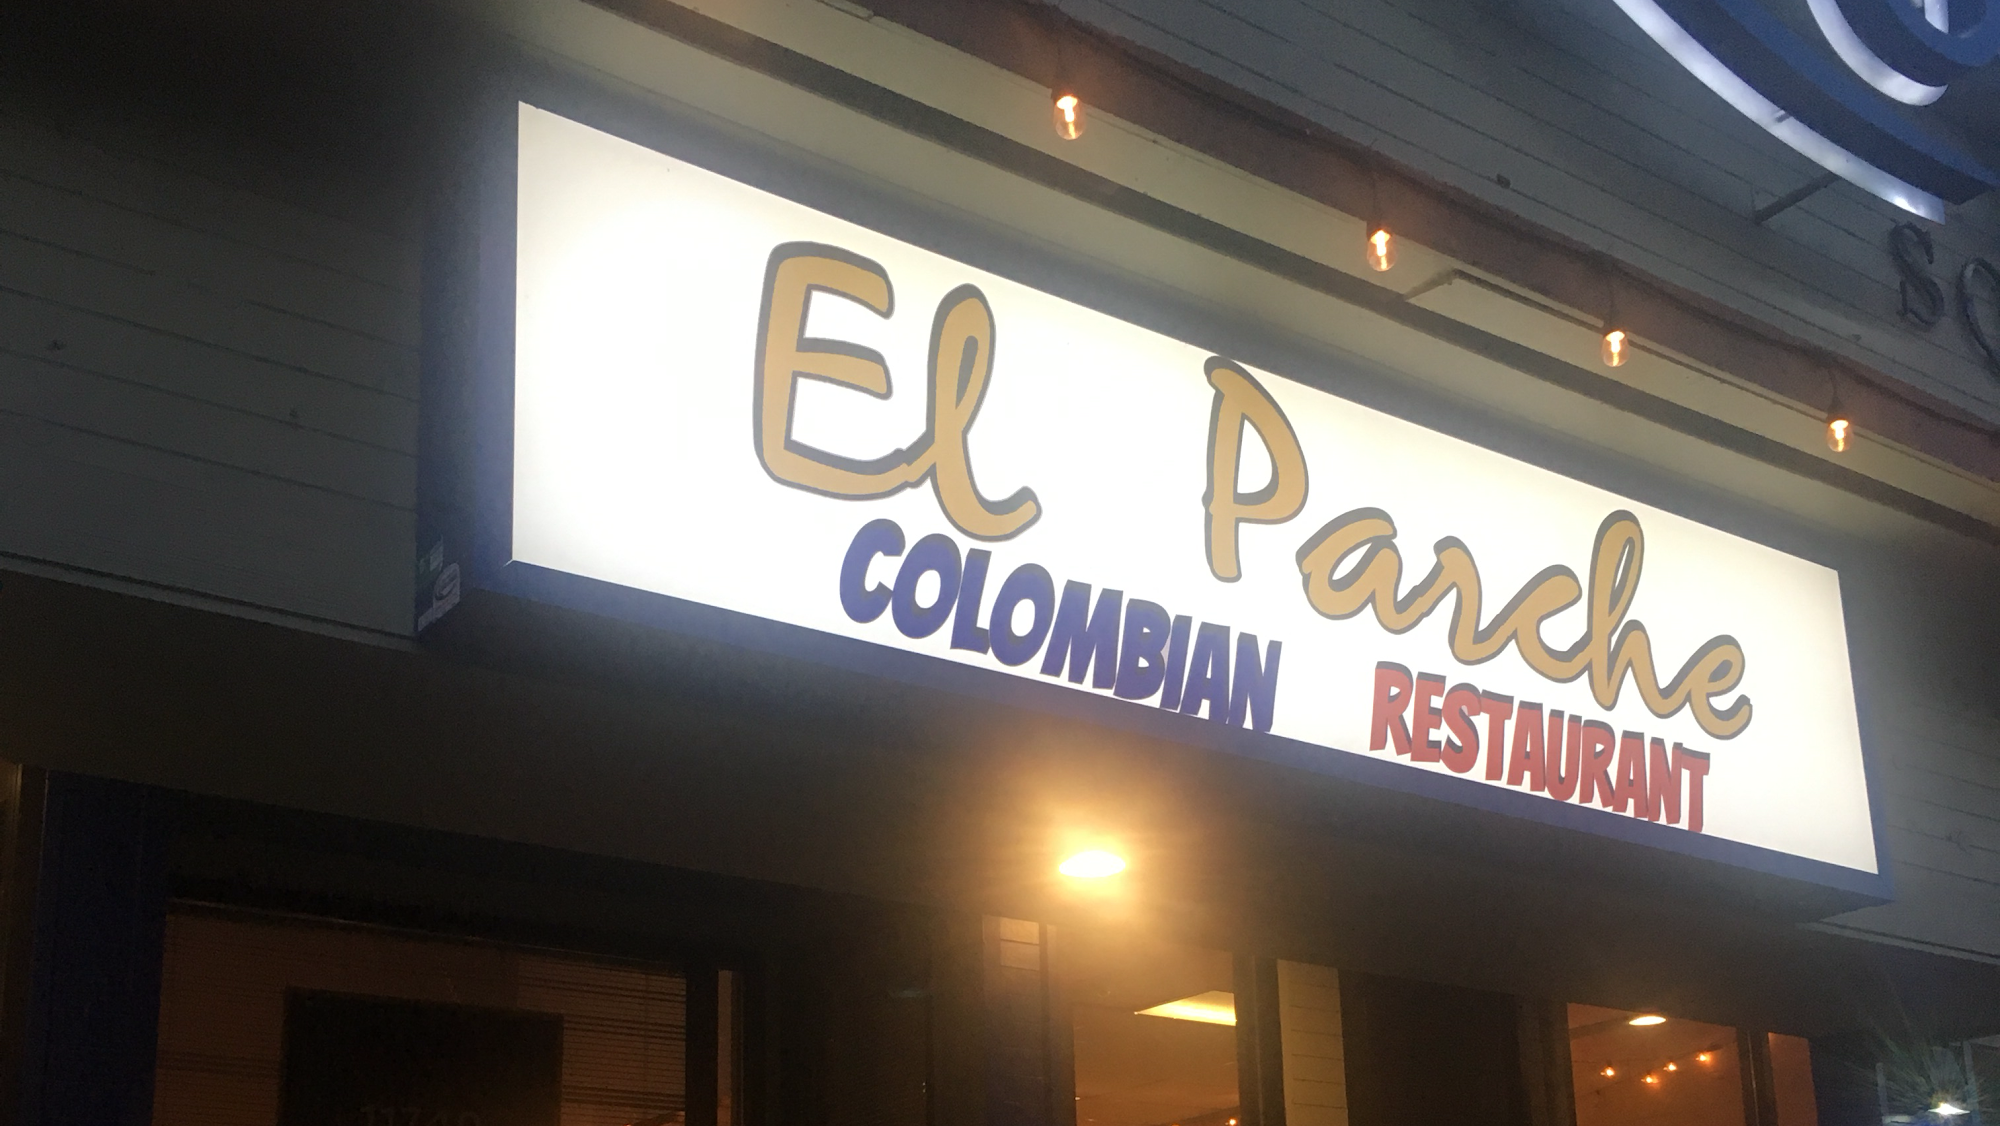 El Parche
COLOMBIAN RESTAURANT